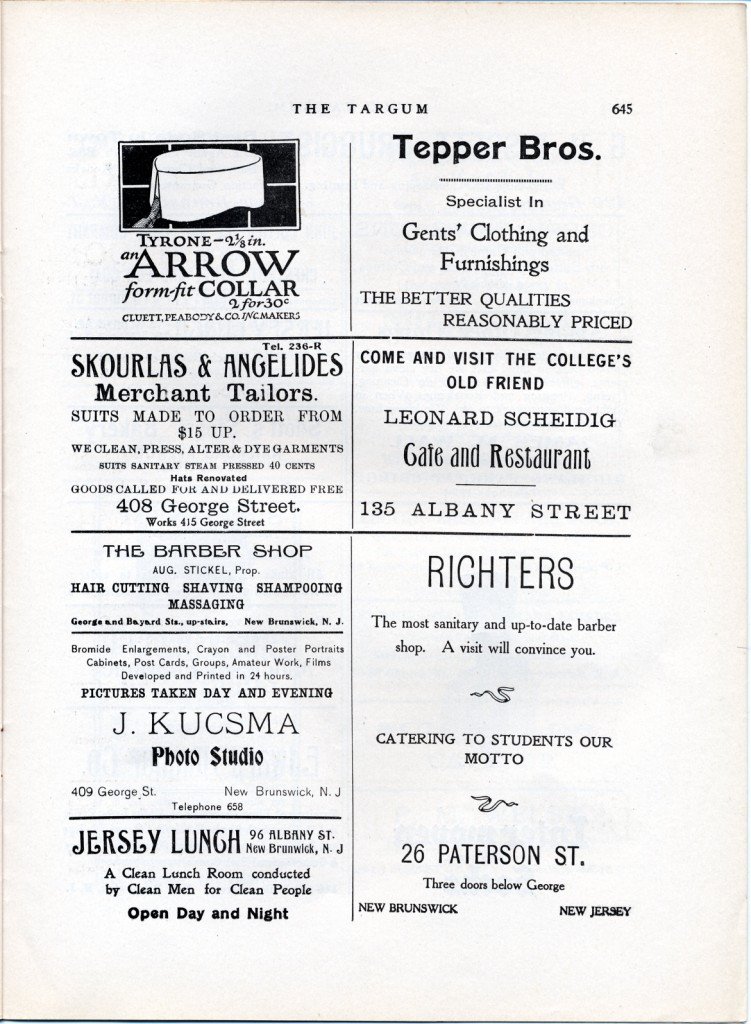 THE TARGUM 645
TYRONE—2⅛in.
an ARROW
form-fit COLLAR
2 for 30¢
CLUETT, PEABODY & CO. INC. MAKERS
Tepper Bros.
Specialist In
Gents' Clothing and
Furnishings
THE BETTER QUALITIES
REASONABLY PRICED
Tel. 236-R
SKOURLAS & ANGELIDES
Merchant Tailors.
SUITS MADE TO ORDER FROM
$15 UP.
WE CLEAN, PRESS, ALTER & DYE GARMENTS
SUITS SANITARY STEAM PRESSED 40 CENTS
Hats Renovated
GOODS CALLED FOR AND DELIVERED FREE
408 George Street.
Works 415 George Street
COME AND VISIT THE COLLEGE'S
OLD FRIEND
LEONARD SCHEIDIG
Cafe and Restaurant
135 ALBANY STREET
THE BARBER SHOP
AUG. STICKEL, Prop.
HAIR CUTTING SHAVING SHAMPOOING
MASSAGING
George and Bayard Sts., up-stairs, New Brunswick, N. J.
Bromide Enlargements, Crayon and Poster Portraits
Cabinets, Post Cards, Groups, Amateur Work, Films
Developed and Printed in 24 hours.
PICTURES TAKEN DAY AND EVENING
J. KUCSMA
Photo Studio
409 George St. New Brunswick, N. J
Telephone 658
JERSEY LUNCH 96 ALBANY ST.
New Brunwick, N. J
A Clean Lunch Room conducted
by Clean Men for Clean People
Open Day and Night
RICHTERS
The most sanitary and up-to-date barber
shop. A visit will convince you.
CATERING TO STUDENTS OUR
MOTTO
26 PATERSON ST.
Three doors below George
NEW BRUNSWICK NEW JERSEY